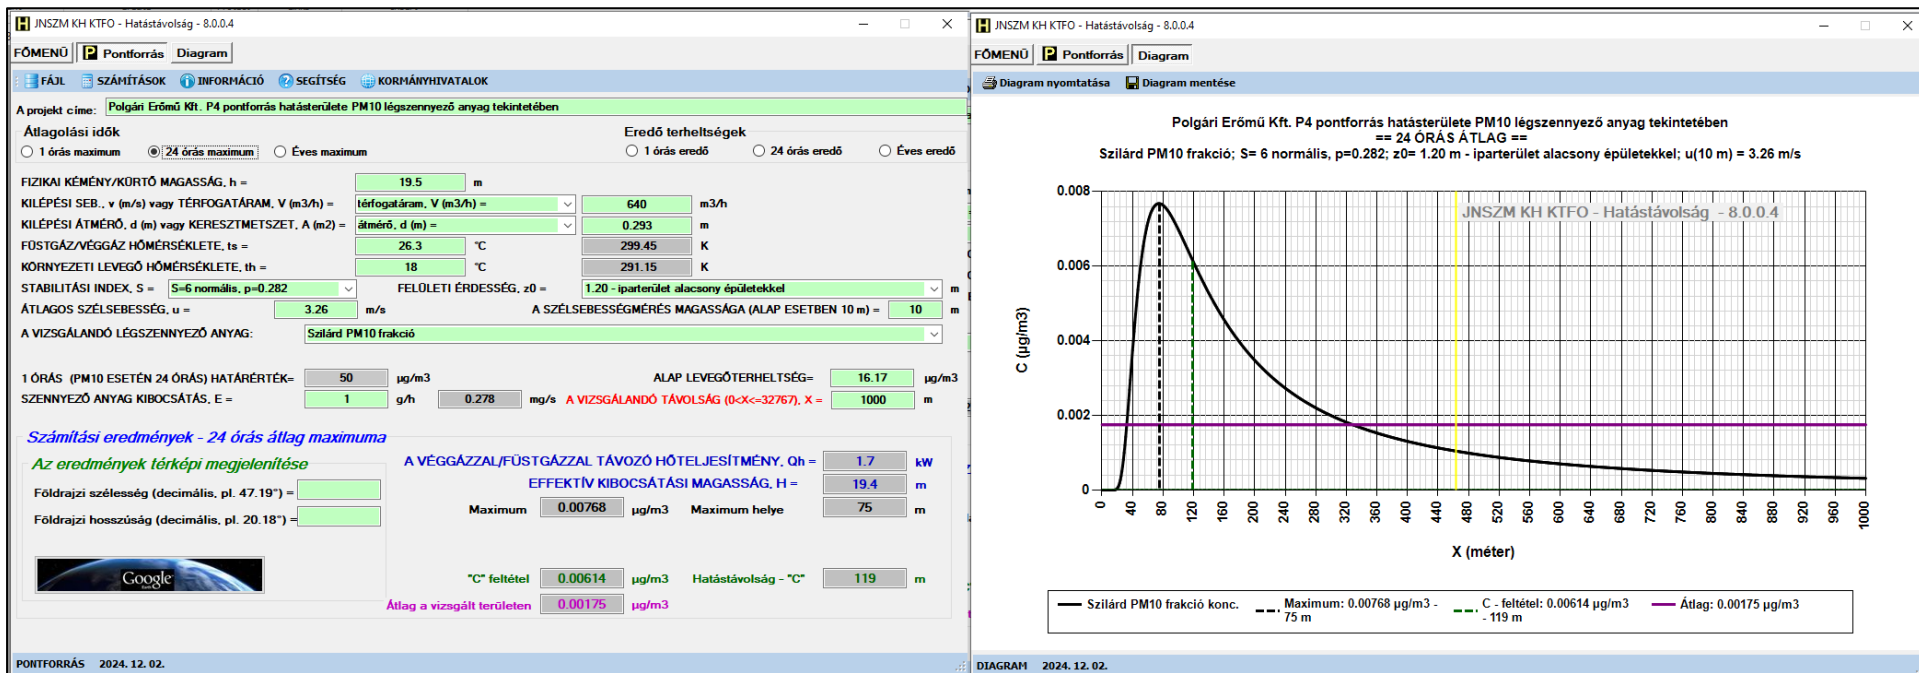 JNSZM KH KTFO - Hatástávolság - 8.0.0.4
FŐMENÜ P Pontforrás Diagram
FÁJL SZÁMÍTÁSOK INFORMÁCIÓ SEGÍTSÉG KORMÁNYHIVATALOK
A projekt címe: Polgári Erőmű Kft. P4 pontforrás hatásterülete PM10 légszennyező anyag tekintetében
Átlagolási idők
1 órás maximum 24 órás maximum Éves maximum
Eredő terheltségek
1 órás eredő 24 órás eredő Éves eredő
FIZIKAI KÉMÉNY/KÜRTŐ MAGASSÁG, h = 19.5 m
KILÉPÉSI SEB., v (m/s) vagy TÉRFOGATÁRAM, V (m3/h) = térfogatáram, V (m3/h) = 640 m3/h
KILÉPÉSI ÁTMÉRŐ, d (m) vagy KERESZTMETSZET, A (m2) = átmérő, d (m) = 0.293 m
FÜSTGÁZ/VÉGGÁZ HŐMÉRSÉKLETE, ts = 26.3 °C 299.45 K
KÖRNYEZETI LEVEGŐ HŐMÉRSÉKLETE, th = 18 °C 291.15 K
STABILITÁSI INDEX, S = S=6 normális, p=0.282 FELÜLETI ÉRDESSÉG, z0 = 1.20 - iparterület alacsony épületekkel m
ÁTLAGOS SZÉLSEBESSÉG, u = 3.26 m/s A SZÉLSEBESSÉGMÉRÉS MAGASSÁGA (ALAP ESETBEN 10 m) = 10 m
A VIZSGÁLANDÓ LÉGSZENNYEZŐ ANYAG: Szilárd PM10 frakció
1 ÓRÁS (PM10 ESETÉN 24 ÓRÁS) HATÁRÉRTÉK= 50 µg/m3 ALAP LEVEGŐTERHELTSÉG= 16.17 µg/m3
SZENNYEZŐ ANYAG KIBOCSÁTÁS, E = 1 g/h 0.278 mg/s A VIZSGÁLANDÓ TÁVOLSÁG (0<X<=32767), X = 1000 m
Számítási eredmények - 24 órás átlag maximuma
Az eredmények térképi megjelenítése
Földrajzi szélesség (decimális, pl. 47.19°) =
Földrajzi hosszúság (decimális, pl. 20.18°) =
Google
A VÉGGÁZZAL/FÜSTGÁZZAL TÁVOZÓ HŐTELJESÍTMÉNY, Qh = 1.7 kW
EFFEKTÍV KIBOCSÁTÁSI MAGASSÁG, H = 19.4 m
Maximum 0.00768 µg/m3 Maximum helye 75 m
"C" feltétel 0.00614 µg/m3 Hatástávolság - "C" 119 m
Átlag a vizsgált területen 0.00175 µg/m3
PONTFORRÁS 2024. 12. 02.
JNSZM KH KTFO - Hatástávolság - 8.0.0.4
FŐMENÜ P Pontforrás Diagram
Diagram nyomtatása Diagram mentése
Polgári Erőmű Kft. P4 pontforrás hatásterülete PM10 légszennyező anyag tekintetében
== 24 ÓRÁS ÁTLAG ==
Szilárd PM10 frakció; S= 6 normális, p=0.282; z0= 1.20 m - iparterület alacsony épületekkel; u(10 m) = 3.26 m/s
JNSZM KH KTFO - Hatástávolság - 8.0.0.4
C (µg/m3)
0.008
0.006
0.004
0.002
0
0 40 80 120 160 200 240 280 320 360 400 440 480 520 560 600 640 680 720 760 800 840 880 920 960 1000
X (méter)
Szilárd PM10 frakció konc.
Maximum: 0.00768 µg/m3 -
75 m
C - feltétel: 0.00614 µg/m3
- 119 m
Átlag: 0.00175 µg/m3
DIAGRAM 2024. 12. 02.